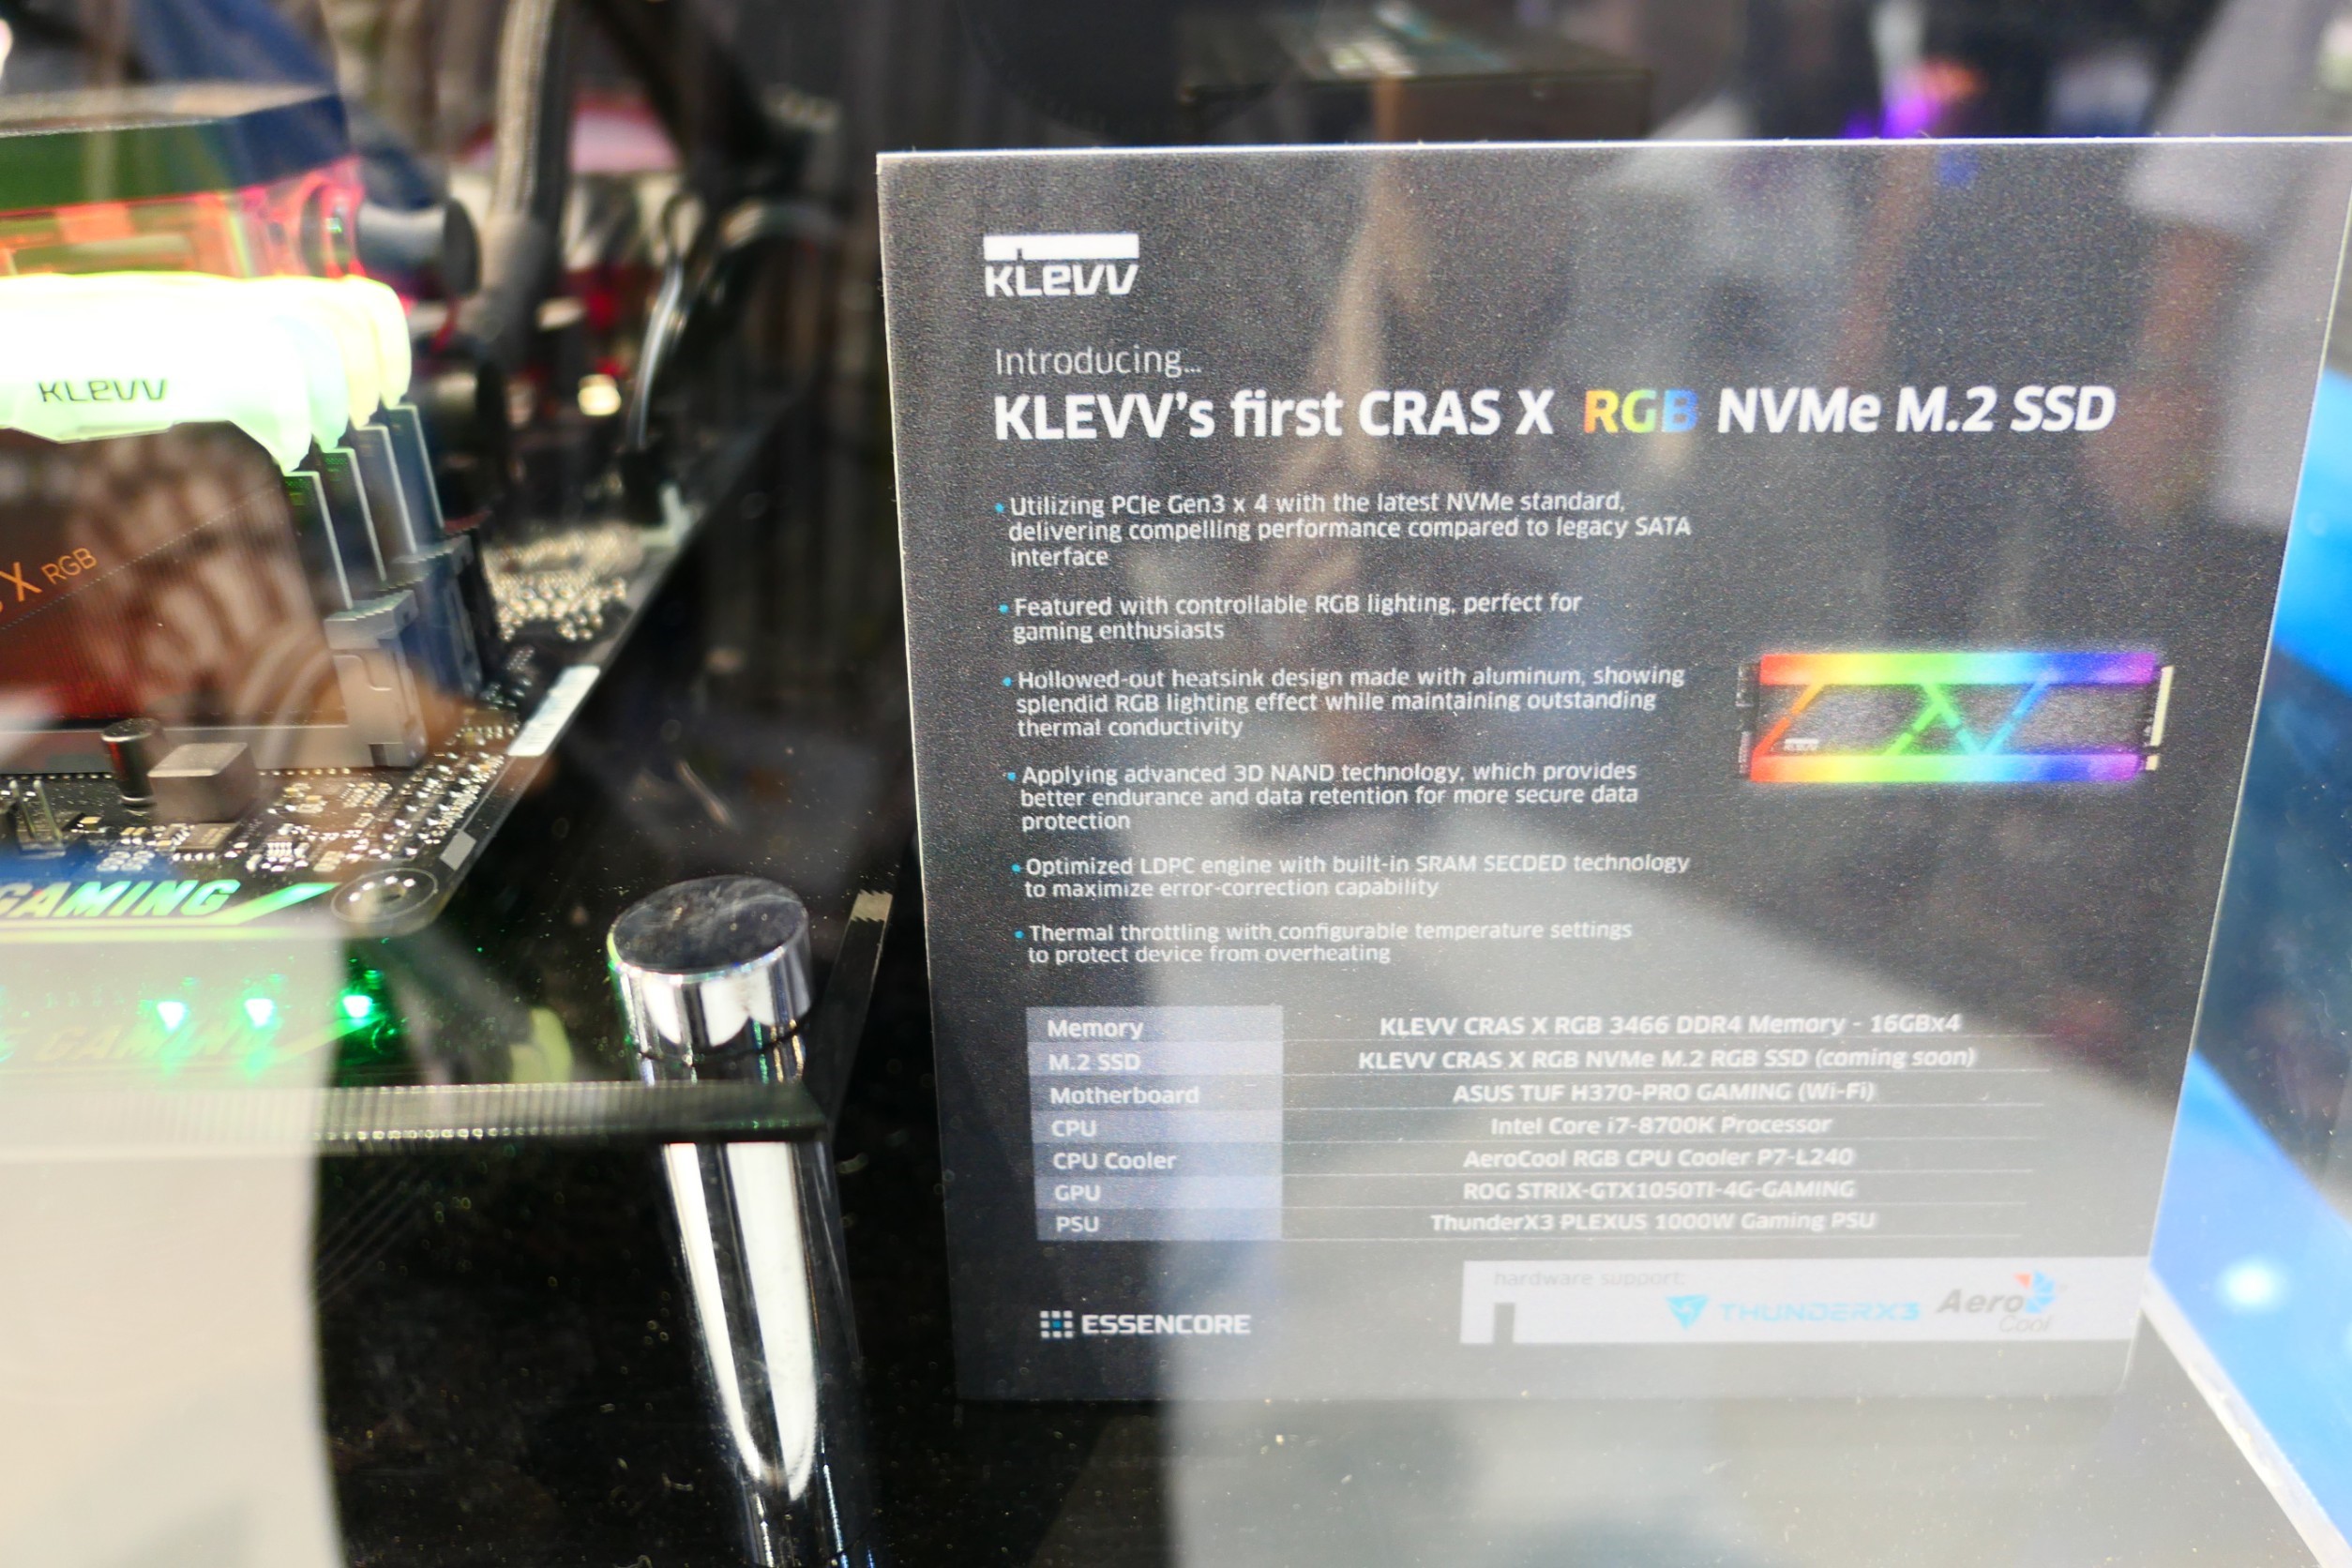 KLEVV
X RGB
GAMING
GAMING
KLEVV
Introducing...
KLEVV's first CRAS X RGB NVMe M.2 SSD
• Utilizing PCIe Gen3 x 4 with the latest NVMe standard,
delivering compelling performance compared to legacy SATA
interface
• Featured with controllable RGB lighting, perfect for
gaming enthusiasts
• Hollowed-out heatsink design made with aluminum, showing
splendid RGB lighting effect while maintaining outstanding
thermal conductivity
• Applying advanced 3D NAND technology, which provides
better endurance and data retention for more secure data
protection
• Optimized LDPC engine with built-in SRAM SECDED technology
to maximize error-correction capability
• Thermal throttling with configurable temperature settings
to protect device from overheating
Memory KLEVV CRAS X RGB 3466 DDR4 Memory - 16GBx4
M.2 SSD KLEVV CRAS X RGB NVMe M.2 RGB SSD (coming soon)
Motherboard ASUS TUF H370-PRO GAMING (Wi-Fi)
CPU Intel Core i7-8700K Processor
CPU Cooler AeroCool RGB CPU Cooler P7-L240
GPU ROG STRIX-GTX1050TI-4G-GAMING
PSU ThunderX3 PLEXUS 1000W Gaming PSU
hardware support:
ESSENCORE THUNDERX3 Aero
Cool